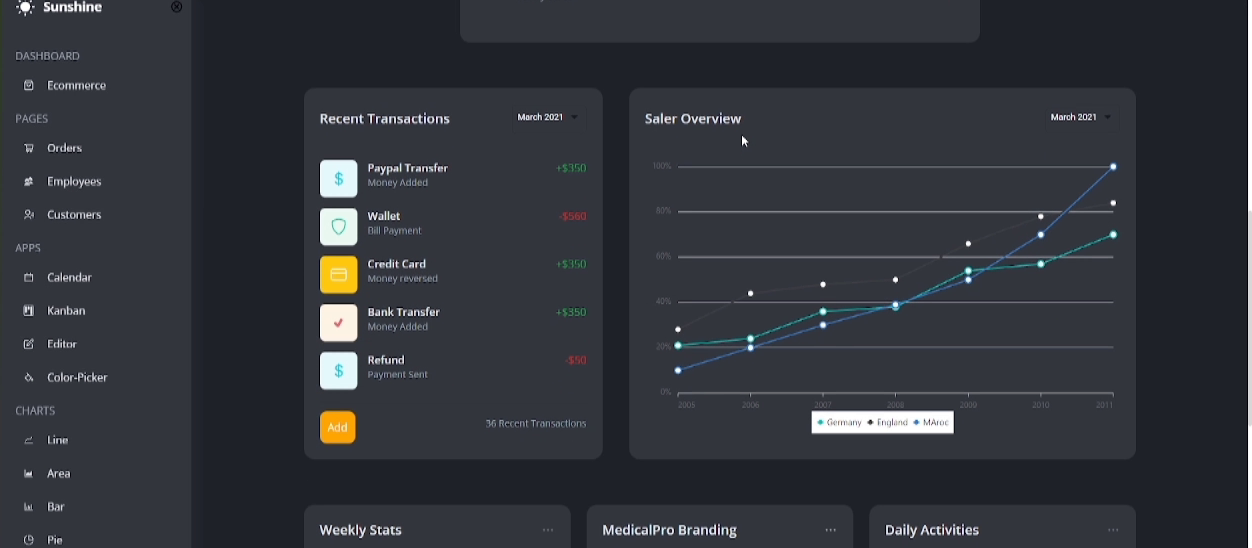 Sunshine
DASHBOARD
Ecommerce
PAGES
Orders
Employees
Customers
APPS
Calendar
Kanban
Editor
Color-Picker
CHARTS
Line
Area
Bar
Pie
Recent Transactions
March 2021
Paypal Transfer
+$350
Money Added
Wallet
-$560
Bill Payment
Credit Card
+$350
Money reversed
Bank Transfer
+$350
Money Added
Refund
-$50
Payment Sent
Add
36 Recent Transactions
Saler Overview
March 2021
100%
80%
60%
40%
20%
0%
2005 2006 2007 2008 2009 2010 2011
Germany England MAroc
Weekly Stats
MedicalPro Branding
Daily Activities